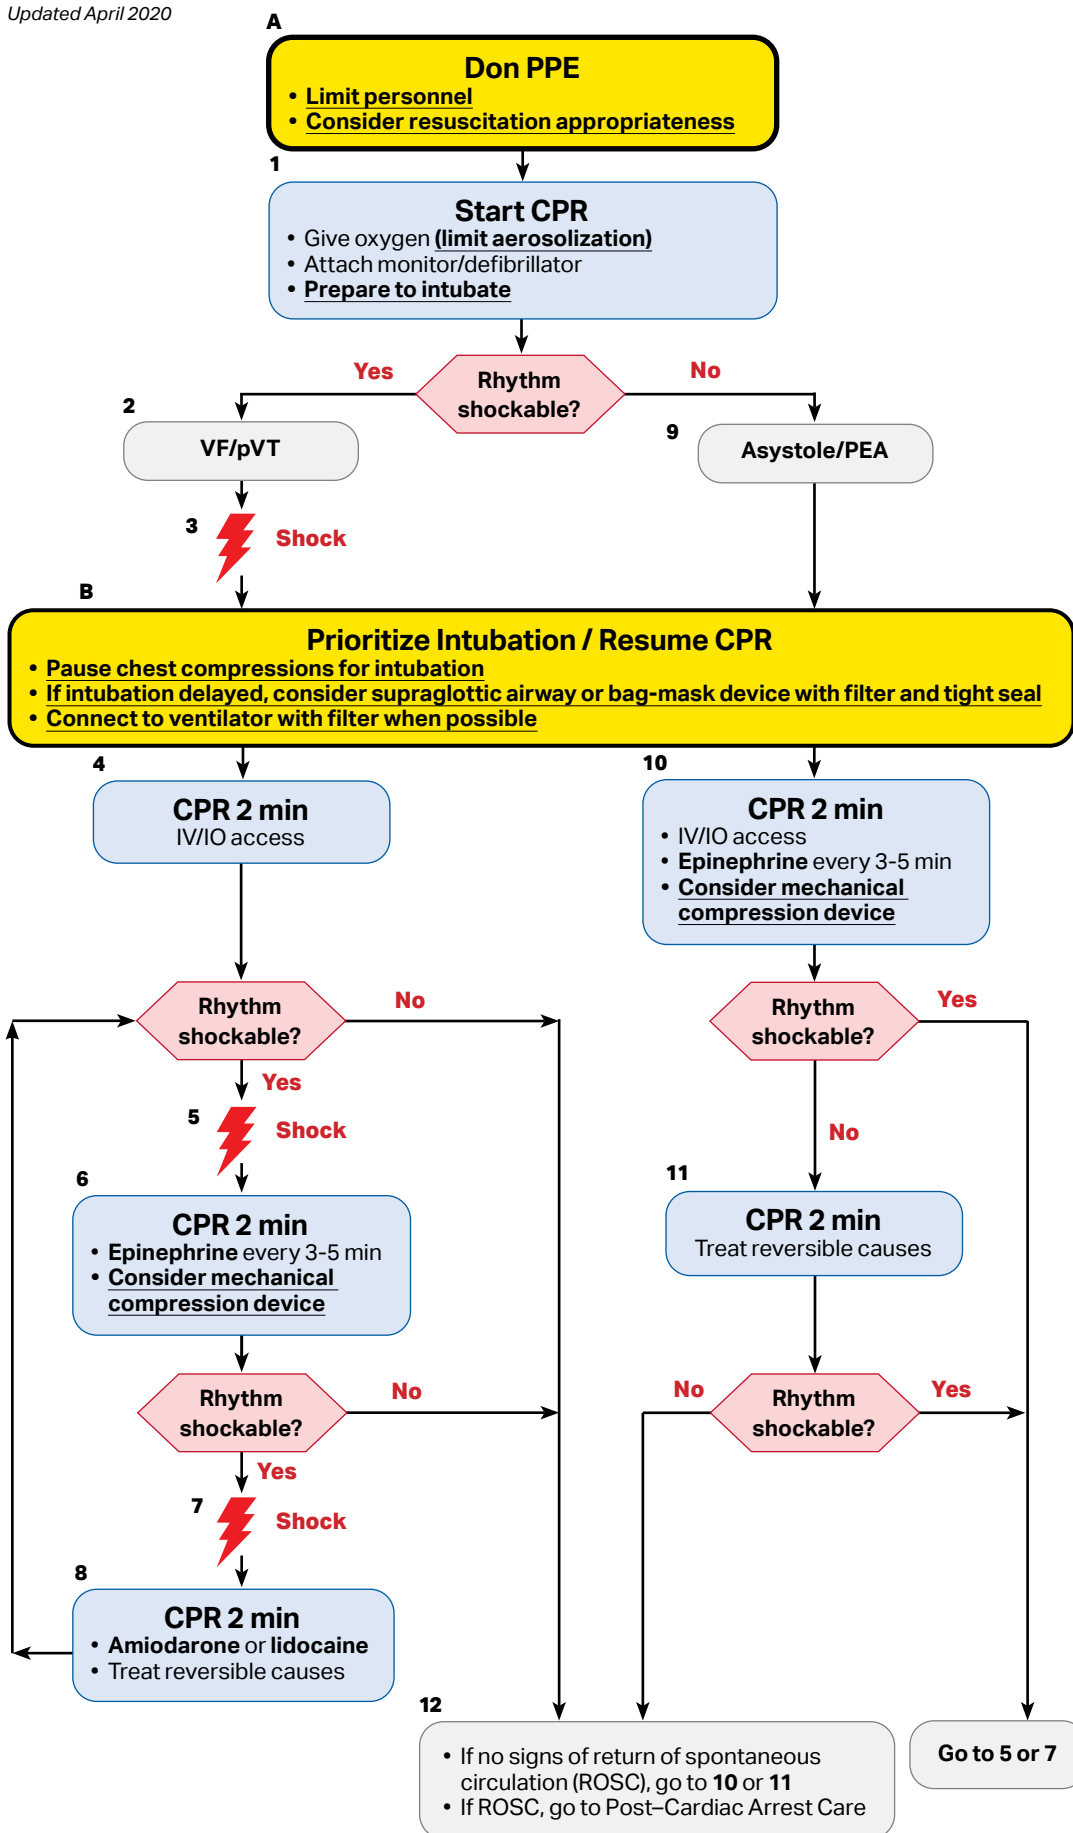 Updated April 2020
A
Don PPE
• Limit personnel
• Consider resuscitation appropriateness
1
Start CPR
• Give oxygen (limit aerosolization)
• Attach monitor/defibrillator
• Prepare to intubate
Yes
Rhythm
shockable?
No
2
VF/pVT
9
Asystole/PEA
3
Shock
B
Prioritize Intubation / Resume CPR
• Pause chest compressions for intubation
• If intubation delayed, consider supraglottic airway or bag-mask device with filter and tight seal
• Connect to ventilator with filter when possible
4
CPR 2 min
IV/IO access
10
CPR 2 min
• IV/IO access
• Epinephrine every 3-5 min
• Consider mechanical
compression device
Rhythm
shockable?
No
Yes
Rhythm
shockable?
Yes
No
5
Shock
6
CPR 2 min
• Epinephrine every 3-5 min
• Consider mechanical
compression device
11
CPR 2 min
Treat reversible causes
Rhythm
shockable?
No
Yes
No
Rhythm
shockable?
Yes
7
Shock
8
CPR 2 min
• Amiodarone or lidocaine
• Treat reversible causes
12
• If no signs of return of spontaneous
circulation (ROSC), go to 10 or 11
• If ROSC, go to Post–Cardiac Arrest Care
Go to 5 or 7